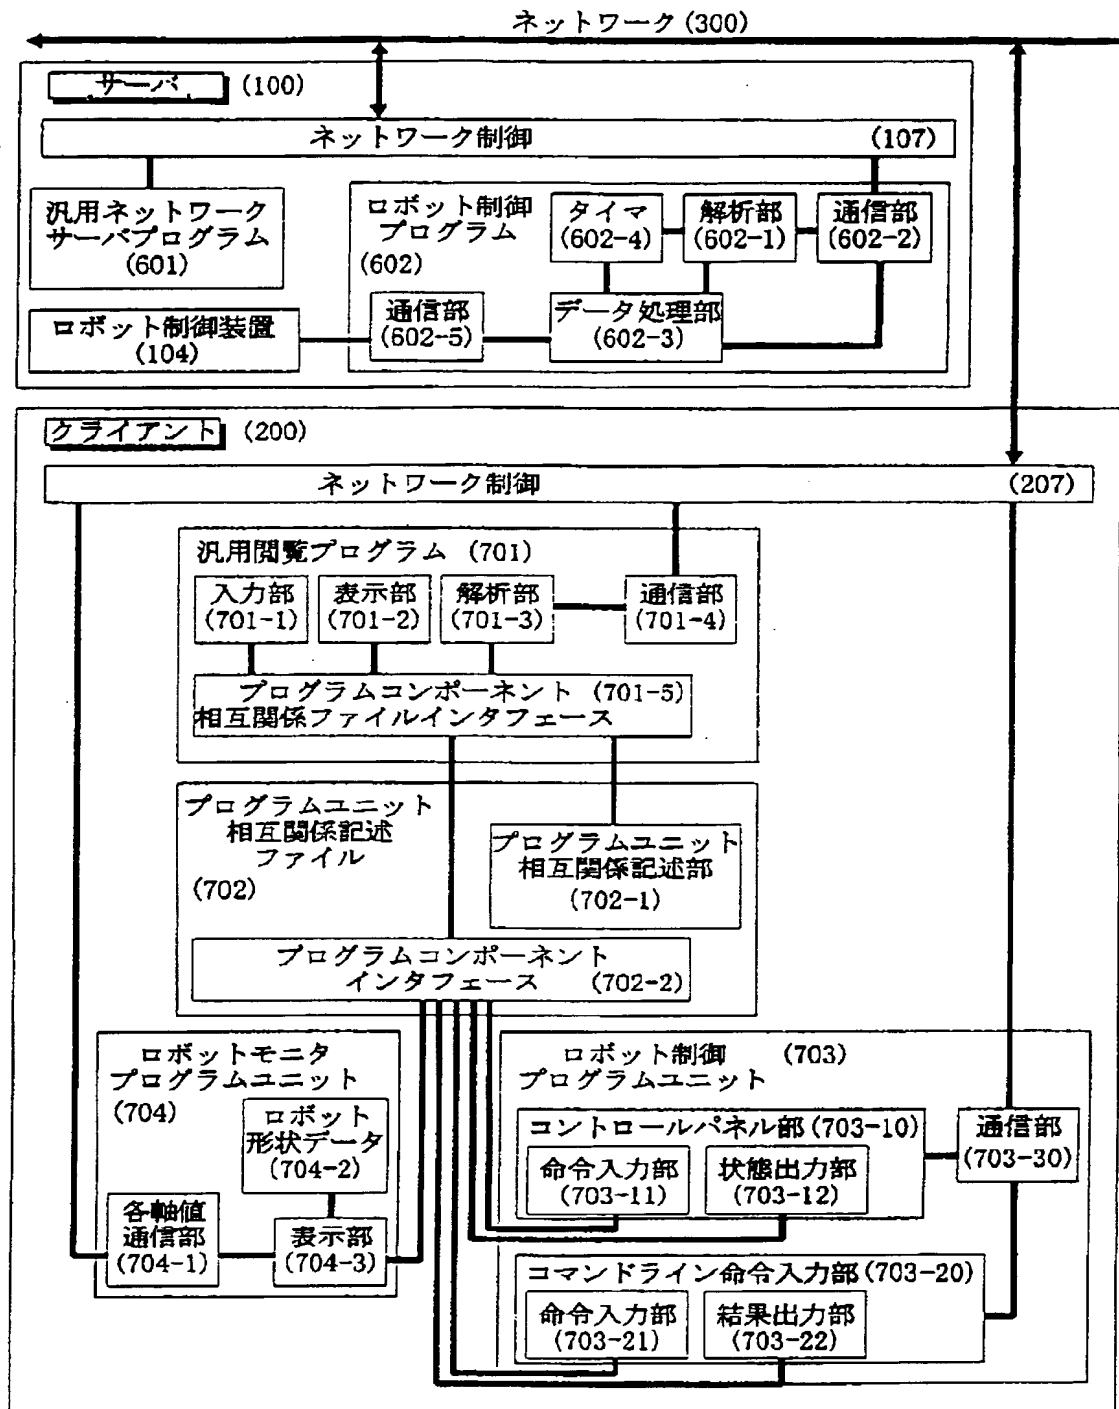 ネットワーク(300)
サーバ (100)
ネットワーク制御 (107)
汎用ネットワーク
サーバプログラム
(601)
ロボット制御
プログラム
(602)
タイマ
(602-4)
解析部
(602-1)
通信部
(602-2)
通信部
(602-5)
データ処理部
(602-3)
ロボット制御装置
(104)
クライアント (200)
ネットワーク制御 (207)
汎用閲覧プログラム (701)
入力部
(701-1)
表示部
(701-2)
解析部
(701-3)
通信部
(701-4)
プログラムコンポーネント (701-5)
相互関係ファイルインタフェース
プログラムユニット
相互関係記述
ファイル
(702)
プログラムユニット
相互関係記述部
(702-1)
プログラムコンポーネント
インタフェース (702-2)
ロボットモニタ
プログラムユニット
(704)
ロボット
形状データ
(704-2)
各軸値
通信部
(704-1)
表示部
(704-3)
ロボット制御 (703)
プログラムユニット
コントロールパネル部(703-10)
命令入力部
(703-11)
状態出力部
(703-12)
通信部
(703-30)
コマンドライン命令入力部(703-20)
命令入力部
(703-21)
結果出力部
(703-22)